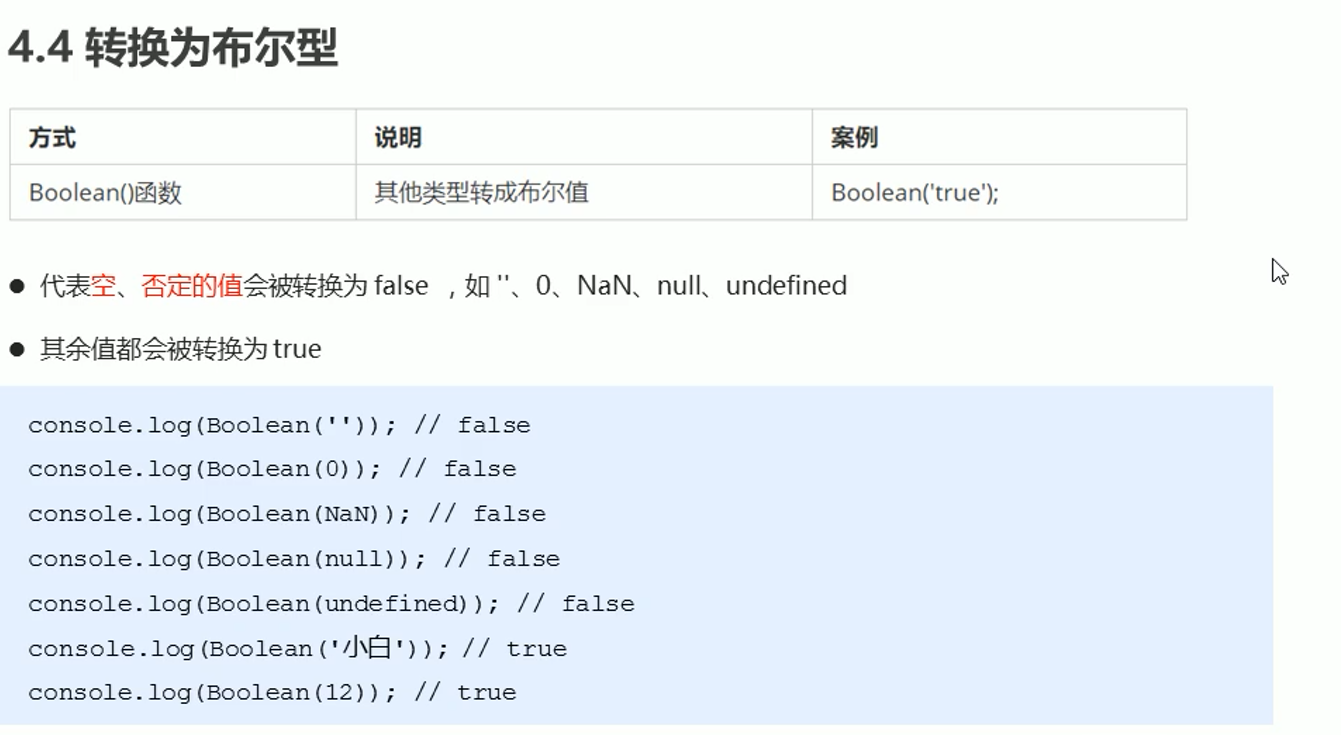 4.4 转换为布尔型
方式 说明 案例
Boolean()函数 其他类型转成布尔值 Boolean('true');
● 代表空、否定的值会被转换为 false ，如 ''、0、NaN、null、undefined
● 其余值都会被转换为 true
console.log(Boolean('')); // false
console.log(Boolean(0)); // false
console.log(Boolean(NaN)); // false
console.log(Boolean(null)); // false
console.log(Boolean(undefined)); // false
console.log(Boolean('小白')); // true
console.log(Boolean(12)); // true